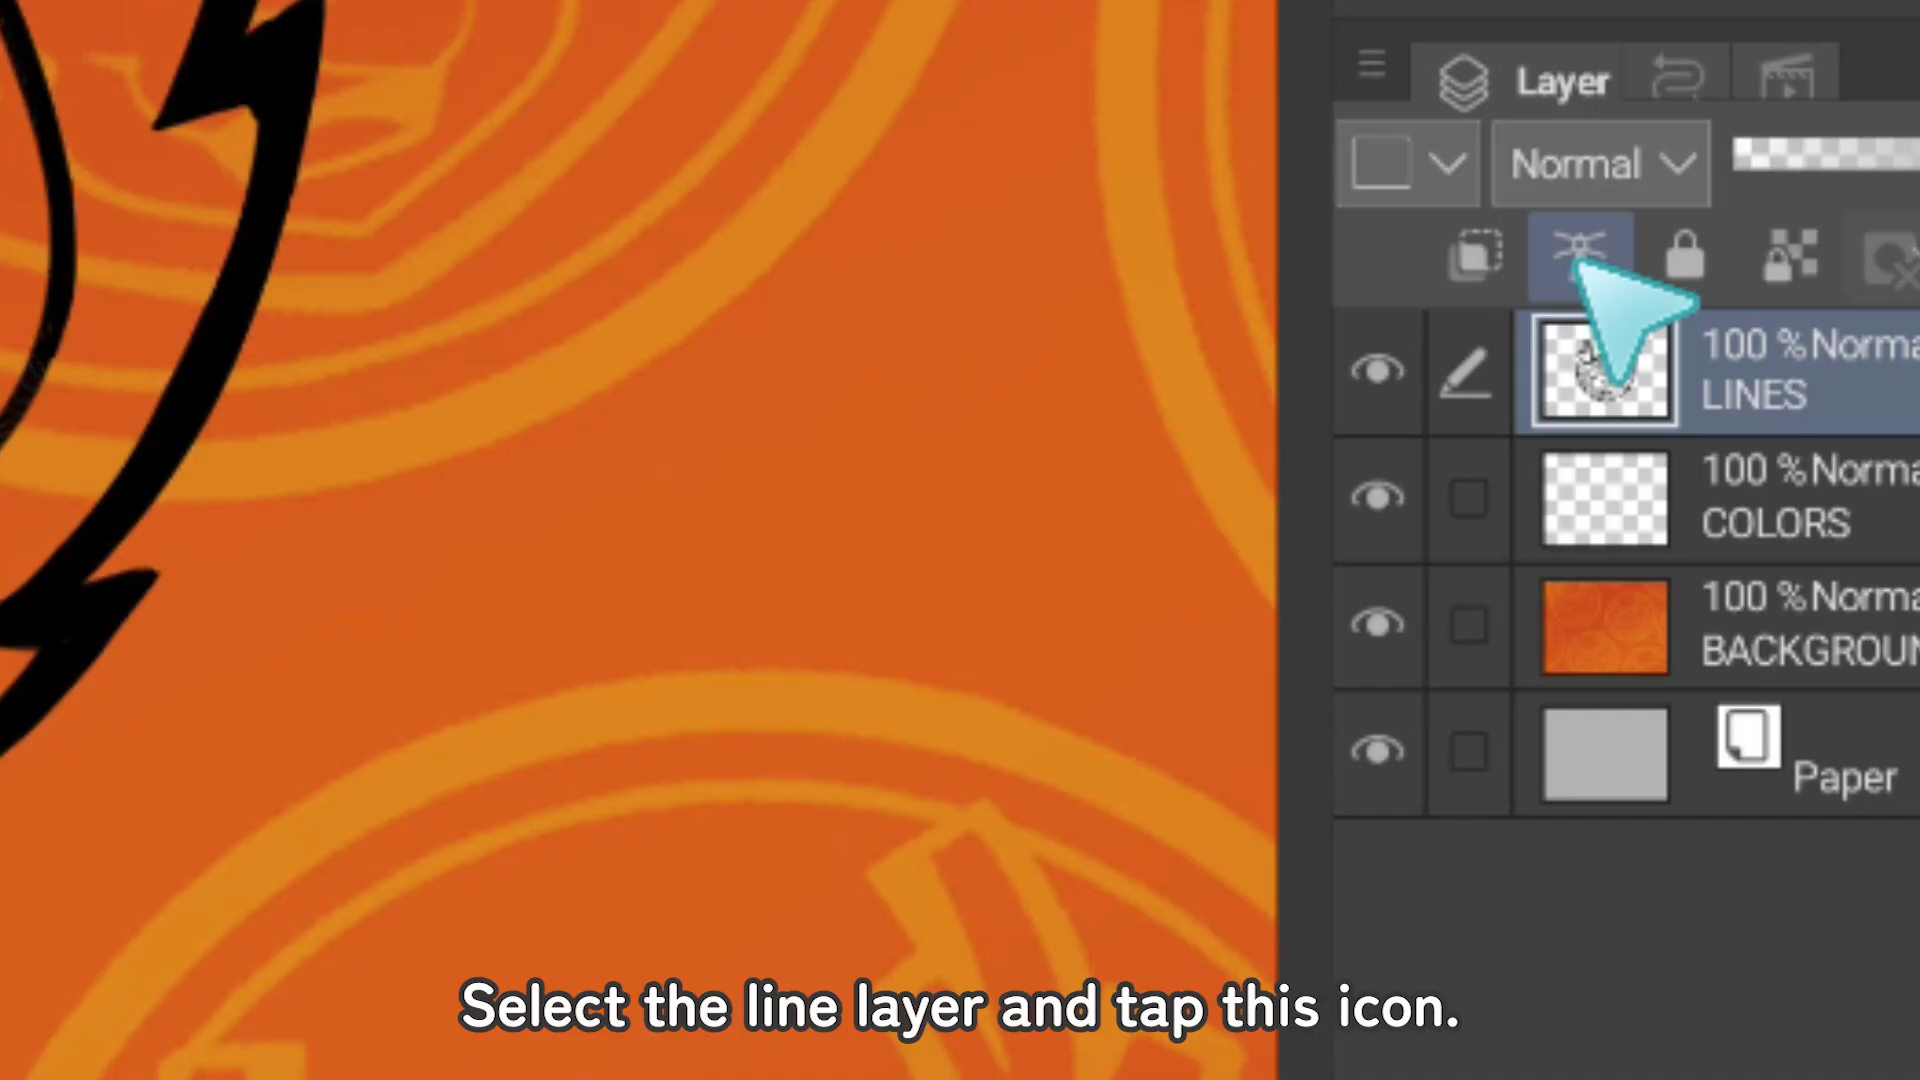 Layer
Normal
100 %Norma
LINES
100 %Norma
COLORS
100 %Norma
BACKGROUN
Paper
Select the line layer and tap this icon.